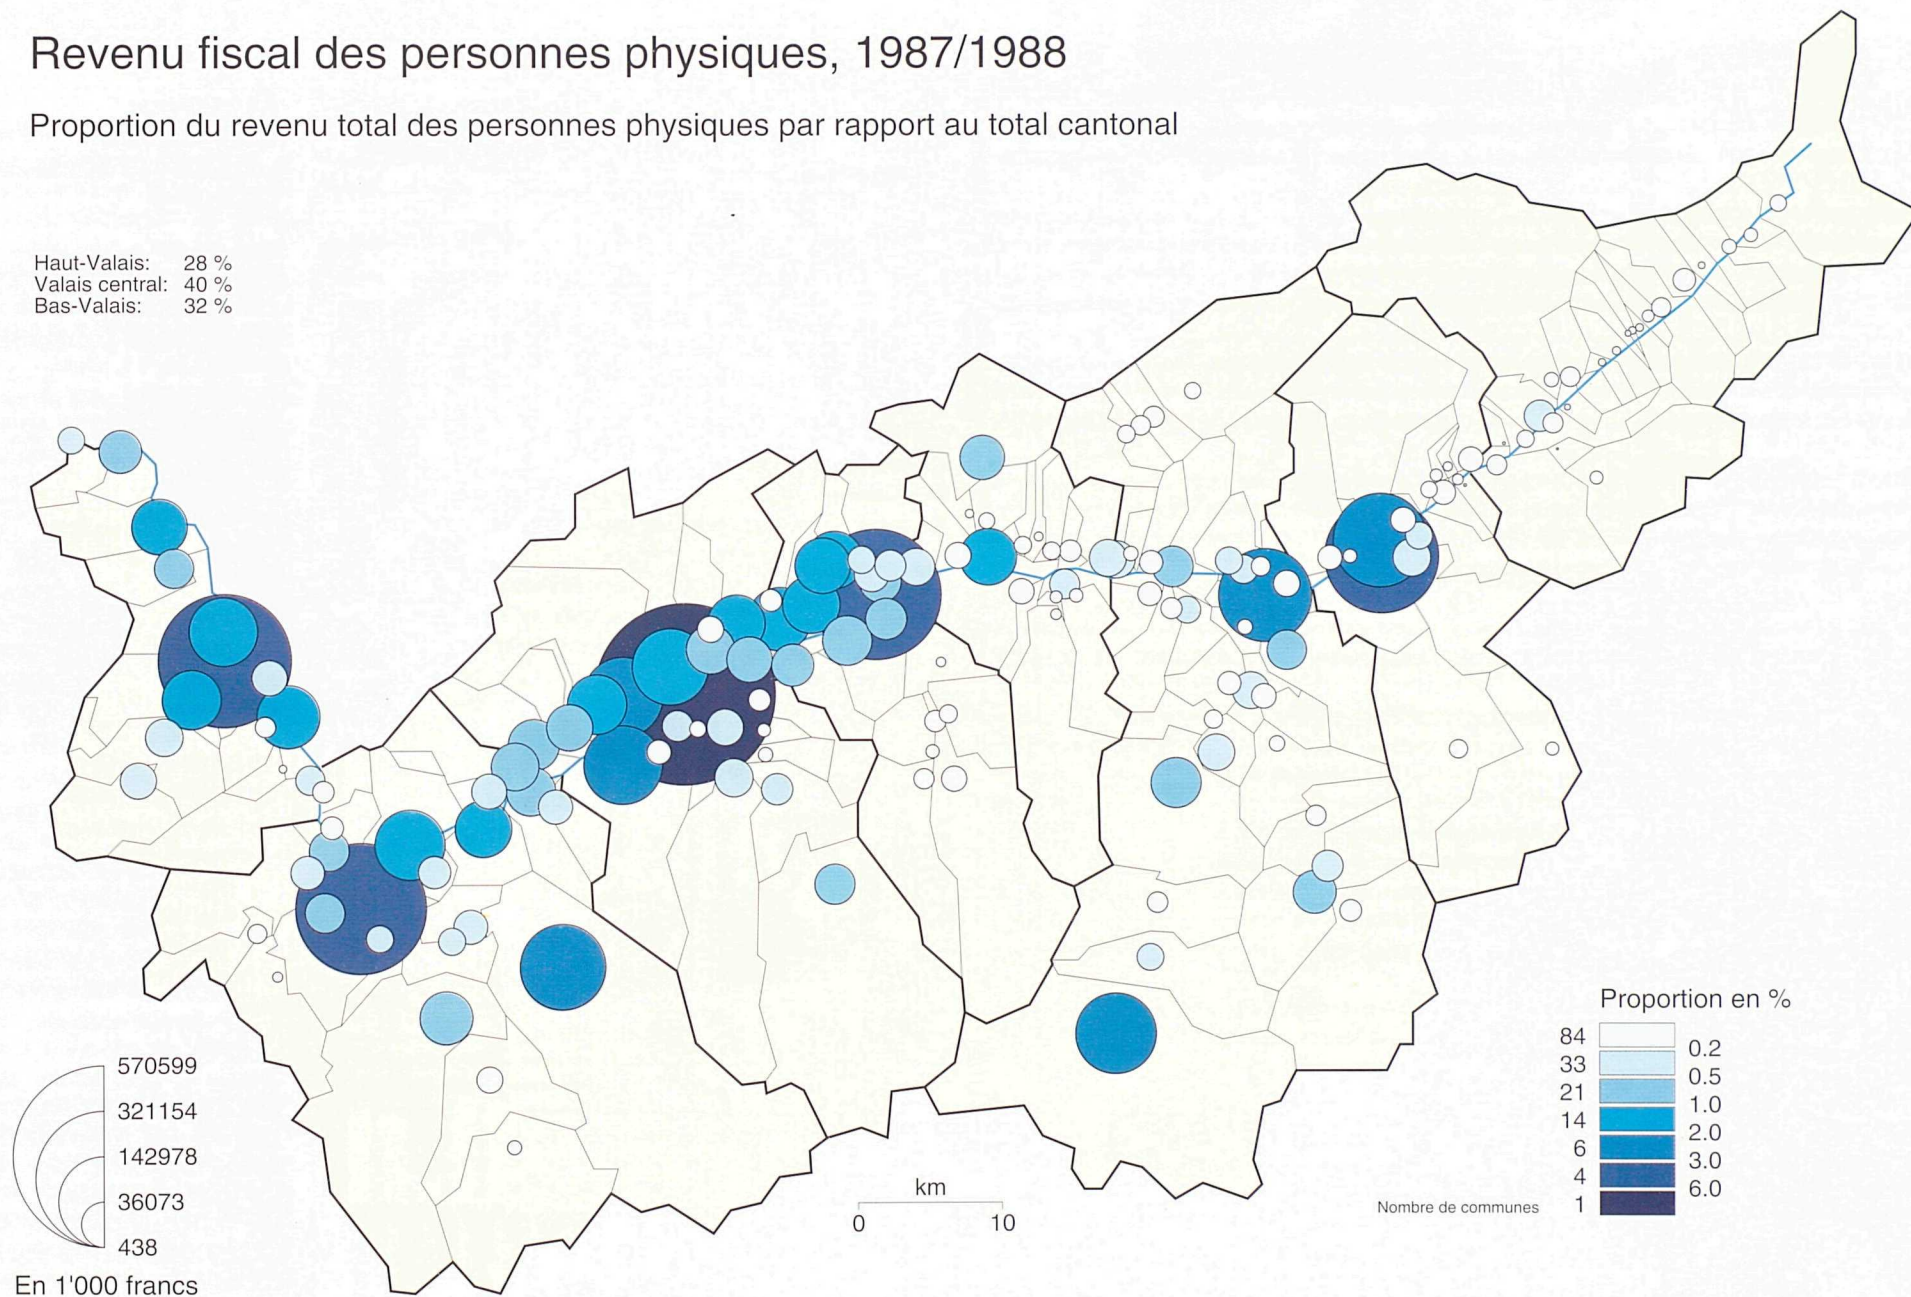 Revenu fiscal des personnes physiques, 1987/1988
Proportion du revenu total des personnes physiques par rapport au total cantonal
Haut-Valais: 28 %
Valais central: 40 %
Bas-Valais: 32 %
570599
321154
142978
36073
438
En 1'000 francs
km
0 10
Proportion en %
84
0.2
33
0.5
21
1.0
14
2.0
6
3.0
4
6.0
Nombre de communes 1